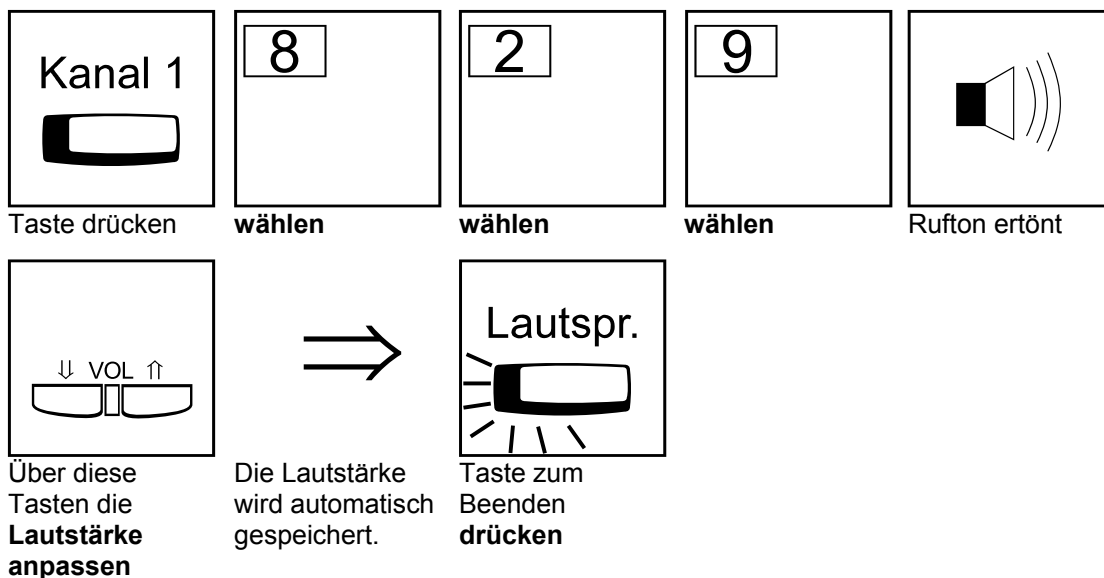 Kanal 1
Taste drücken
8
wählen
2
wählen
9
wählen
Rufton ertönt
⇓ VOL ⇑
Über diese
Tasten die
Lautstärke
anpassen
Die Lautstärke
wird automatisch
gespeichert.
Lautspr.
Taste zum
Beenden
drücken